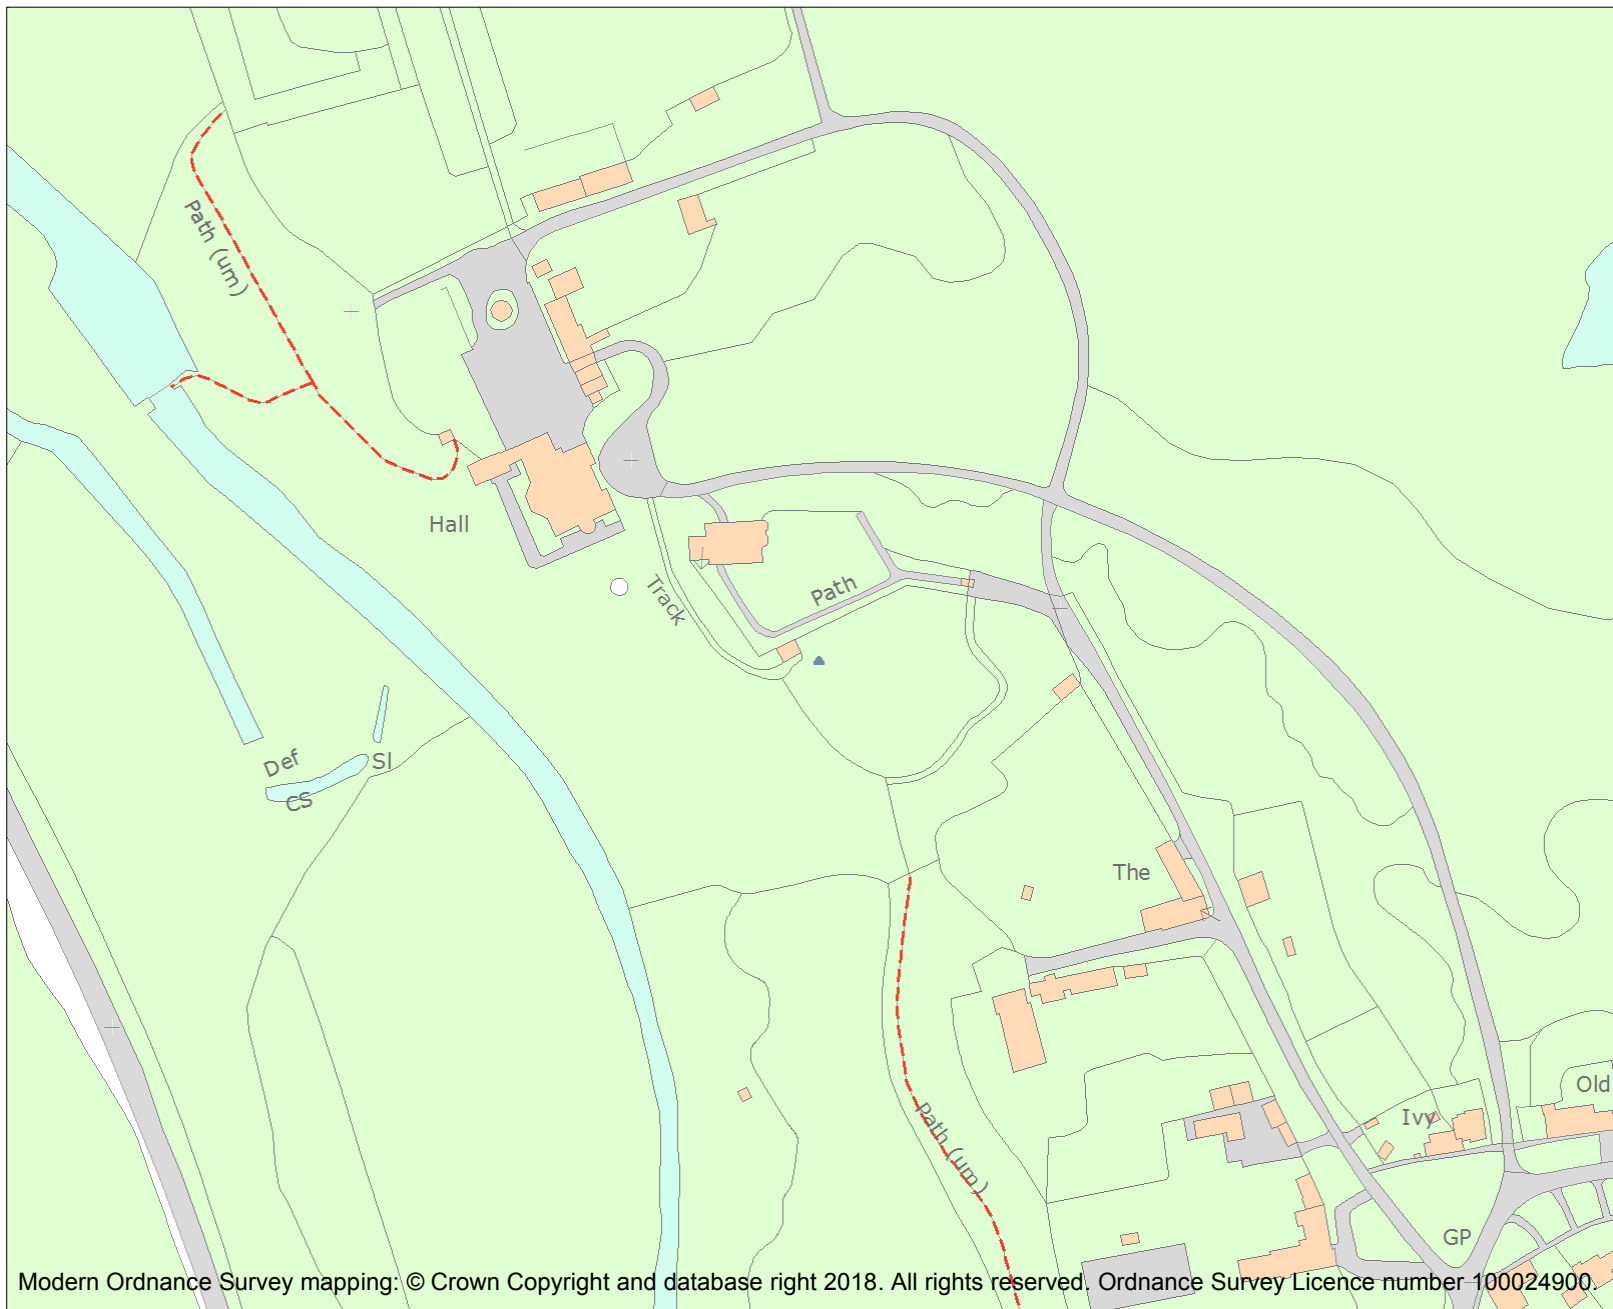 Path (um)
Hall
Track
Path
Def
CS
Sl
The
Path (um)
Ivy
Old
GP
Modern Ordnance Survey mapping: © Crown Copyright and database right 2018. All rights reserved. Ordnance Survey Licence number 100024900.